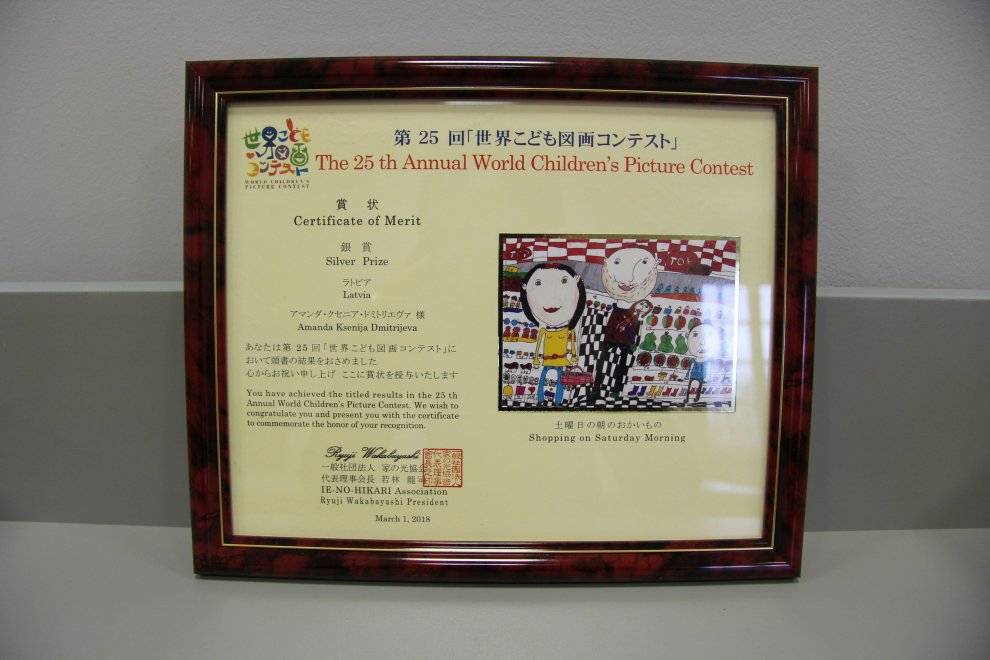 世界こども
図画
コンテスト
WORLD CHILDREN'S
PICTURE CONTEST
第 25 回「世界こども図画コンテスト」
The 25 th Annual World Children's Picture Contest
賞 状
Certificate of Merit
銀 賞
Silver Prize
ラトビア
Latvia
アマンダ・クセニア・ドミトリエヴァ 様
Amanda Ksenija Dmitrijeva
あなたは第 25 回「世界こども図画コンテスト」に
おいて頭書の結果をおさめました
心からお祝い申し上げ ここに賞状を授与いたします
You have achieved the titled results in the 25 th
Annual World Children's Picture Contest. We wish to
congratulate you and present you with the certificate
to commemorate the honor of your recognition.
Ryuji Wakabayashi
一般社団法人 家の光協会
代表理事会長 若林 龍司
IE-NO-HIKARI Association
Ryuji Wakabayashi President
March 1, 2018
土曜日の朝のおかいもの
Shopping on Saturday Morning